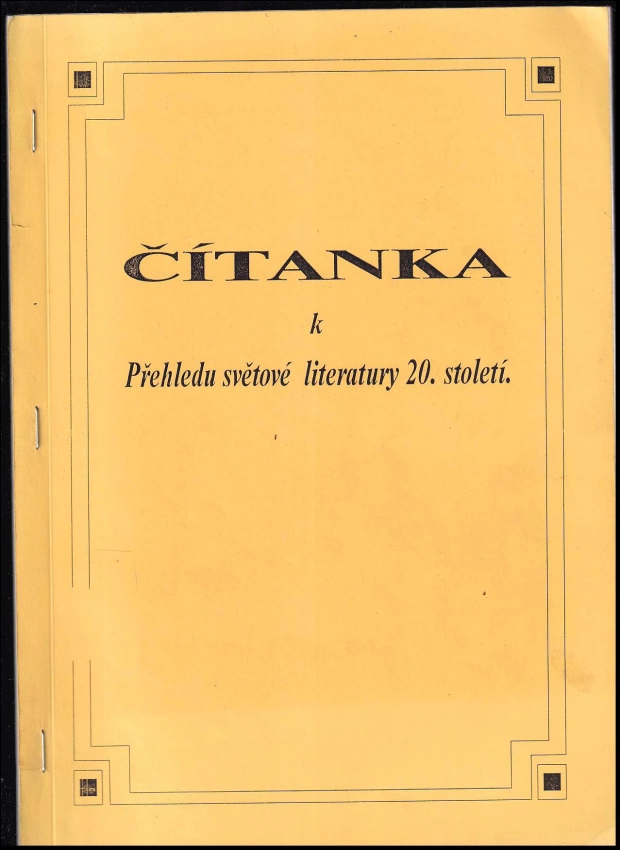 ČÍTANKA
k
Přehledu světové literatury 20. století.